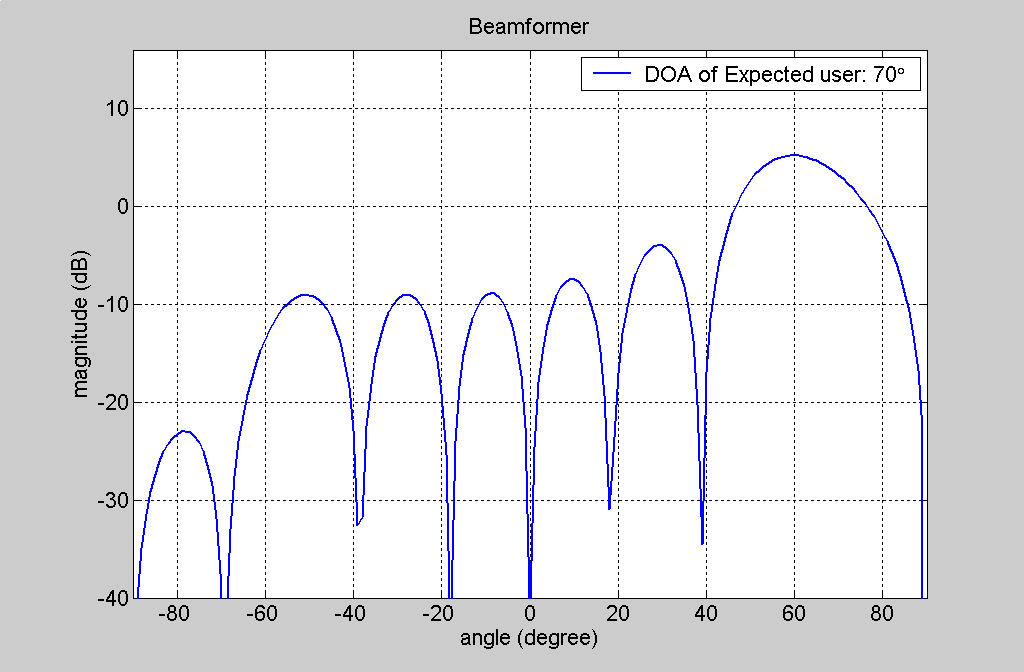 Beamformer
DOA of Expected user: 70°
magnitude (dB)
10
0
-10
-20
-30
-40
-80 -60 -40 -20 0 20 40 60 80
angle (degree)